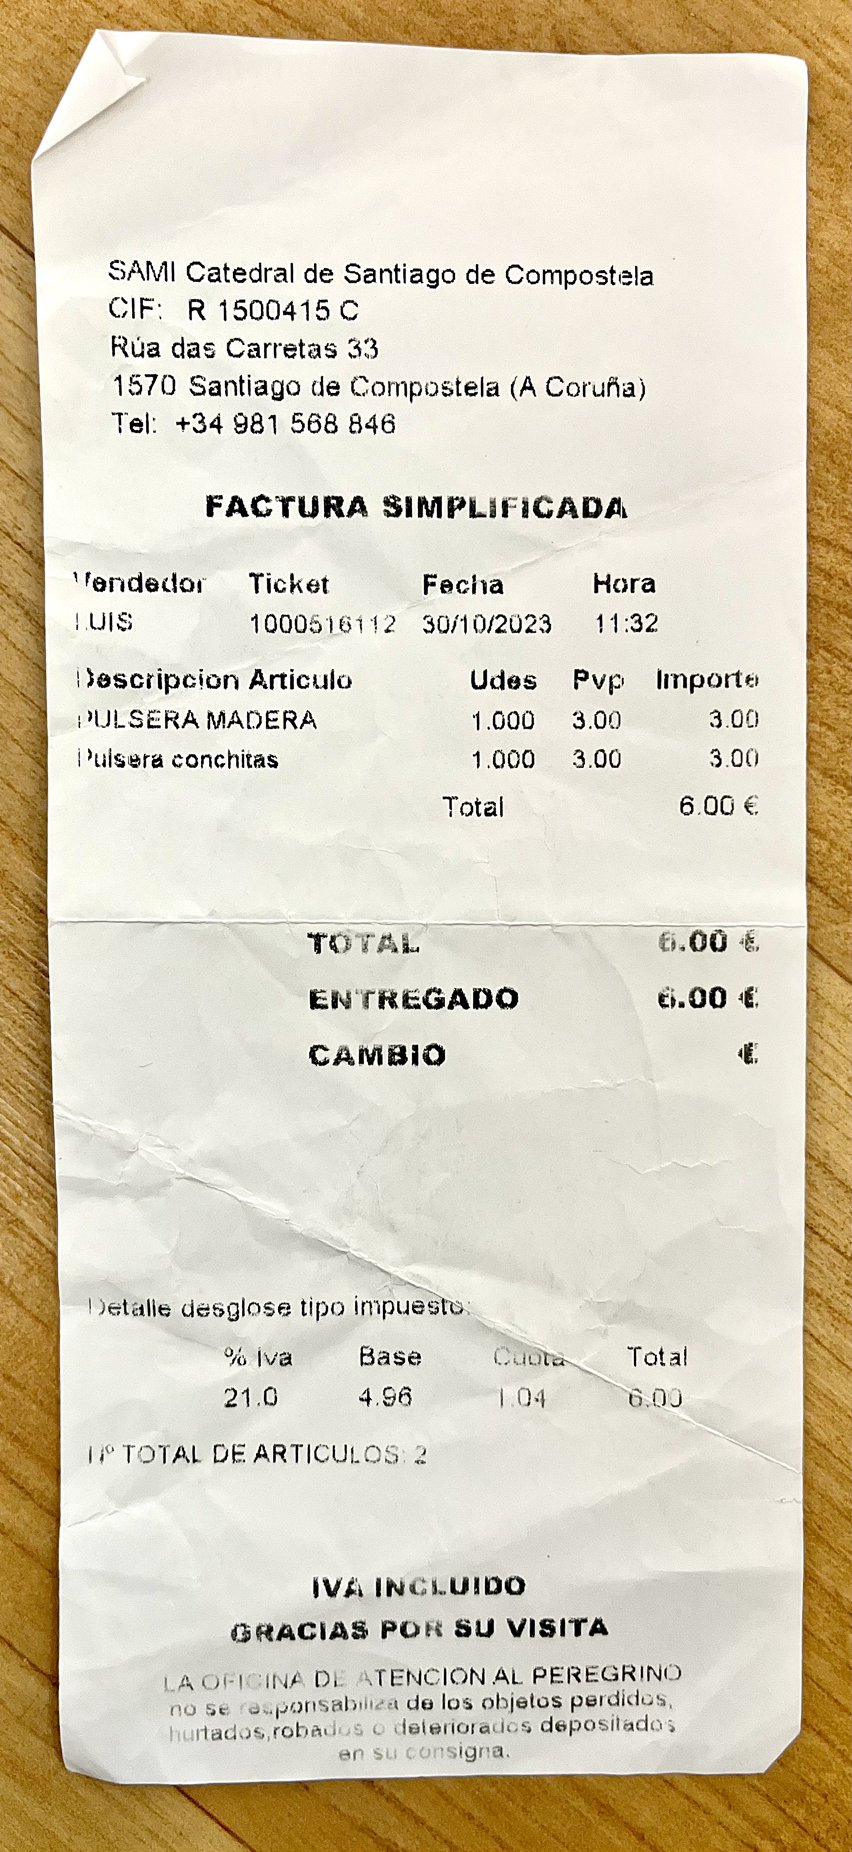 SAMI Catedral de Santiago de Compostela
CIF: R 1500415 C
Rúa das Carretas 33
1570 Santiago de Compostela (A Coruña)
Tel: +34 981 568 846
FACTURA SIMPLIFICADA
Vendedor Ticket Fecha Hora
LUIS 1000516112 30/10/2023 11:32
Descripcion Articulo Udes Pvp Importe
PULSERA MADERA 1.000 3.00 3.00
Pulsera conchitas 1.000 3.00 3.00
Total 6.00 €
TOTAL 6.00 €
ENTREGADO 6.00 €
CAMBIO €
Detalle desglose tipo impuesto:
% Iva Base Cuota Total
21.0 4.96 1.04 6.00
Nº TOTAL DE ARTICULOS: 2
IVA INCLUIDO
GRACIAS POR SU VISITA
LA OFICINA DE ATENCION AL PEREGRINO
no se responsabiliza de los objetos perdidos,
hurtados,robados o deteriorados depositados
en su consigna.